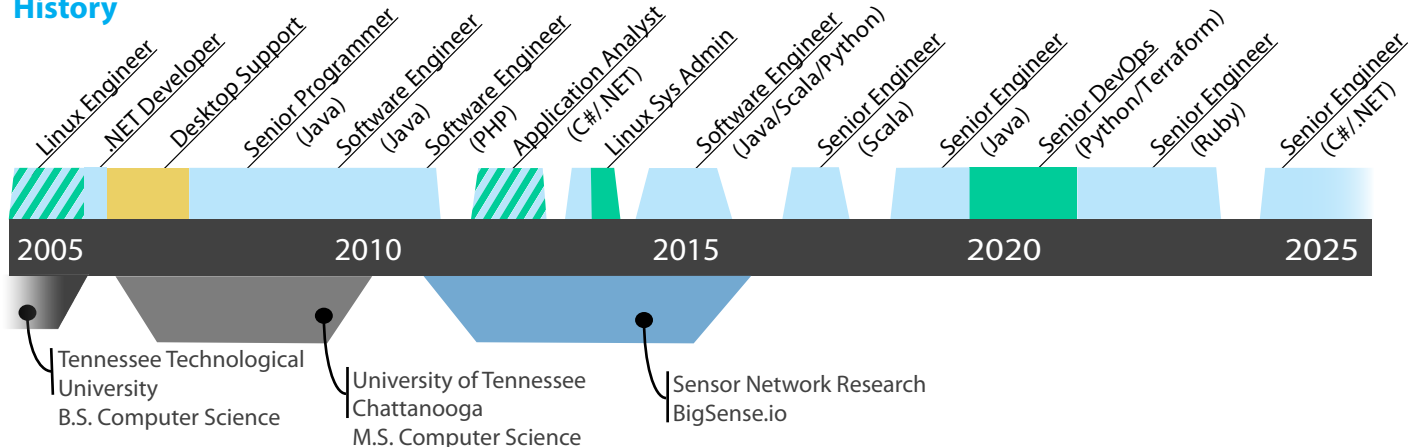 History
Linux Engineer
.NET Developer
Desktop Support
Senior Programmer
(Java)
Software Engineer
(Java)
Software Engineer
(PHP)
Application Analyst
(C#/.NET)
Linux Sys Admin
Software Engineer
(Java/Scala/Python)
Senior Engineer
(Scala)
Senior Engineer
(Java)
Senior DevOps
(Python/Terraform)
Senior Engineer
(Ruby)
Senior Engineer
(C#/.NET)
2005
2010
2015
2020
2025
Tennessee Technological
University
B.S. Computer Science
University of Tennessee
Chattanooga
M.S. Computer Science
Sensor Network Research
BigSense.io